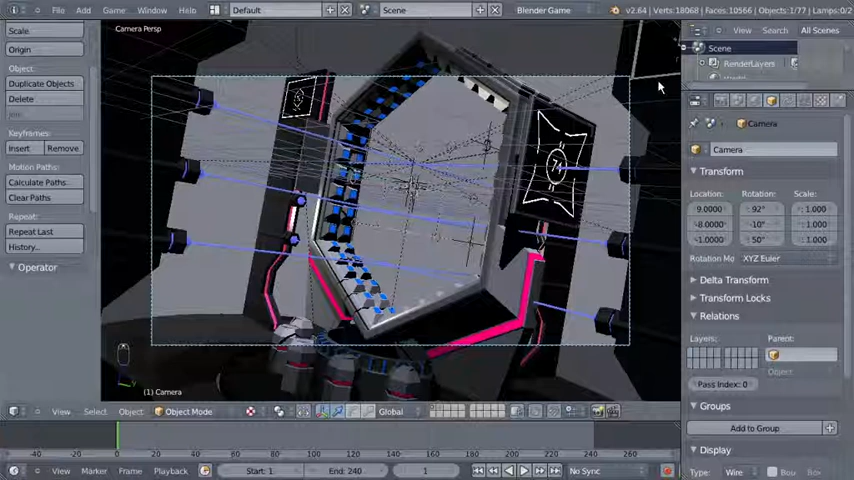 File Add Game Window Help Default Scene Blender Game v2.64 | Verts:18068 | Faces:10566 | Objects:1/77 | Lamps:0/2
View Search All Scenes
Scene
RenderLayers
Scale
Origin
Object:
Duplicate Objects
Delete
Join
Keyframes:
Insert Remove
Motion Paths:
Calculate Paths
Clear Paths
Repeat:
Repeat Last
History...
Operator
Camera Persp
74
(1) Camera
Camera
Camera
Transform
Location: Rotation: Scale:
9.0000 92° : 1.000
-8.0000 -10° : 1.000
-1.0000 50° : 1.000
Rotation Mo XYZ Euler
Delta Transform
Transform Locks
Relations
Layers: Parent:
Object
Pass Index: 0
Groups
Add to Group
Display
Type: Wire Bou
View Select Object Object Mode Global
-40 -20 0 20 40 60 80 100 120 140 160 180 200 220 240 260
View Marker Frame Playback Start: 1 End: 240 1 No Sync